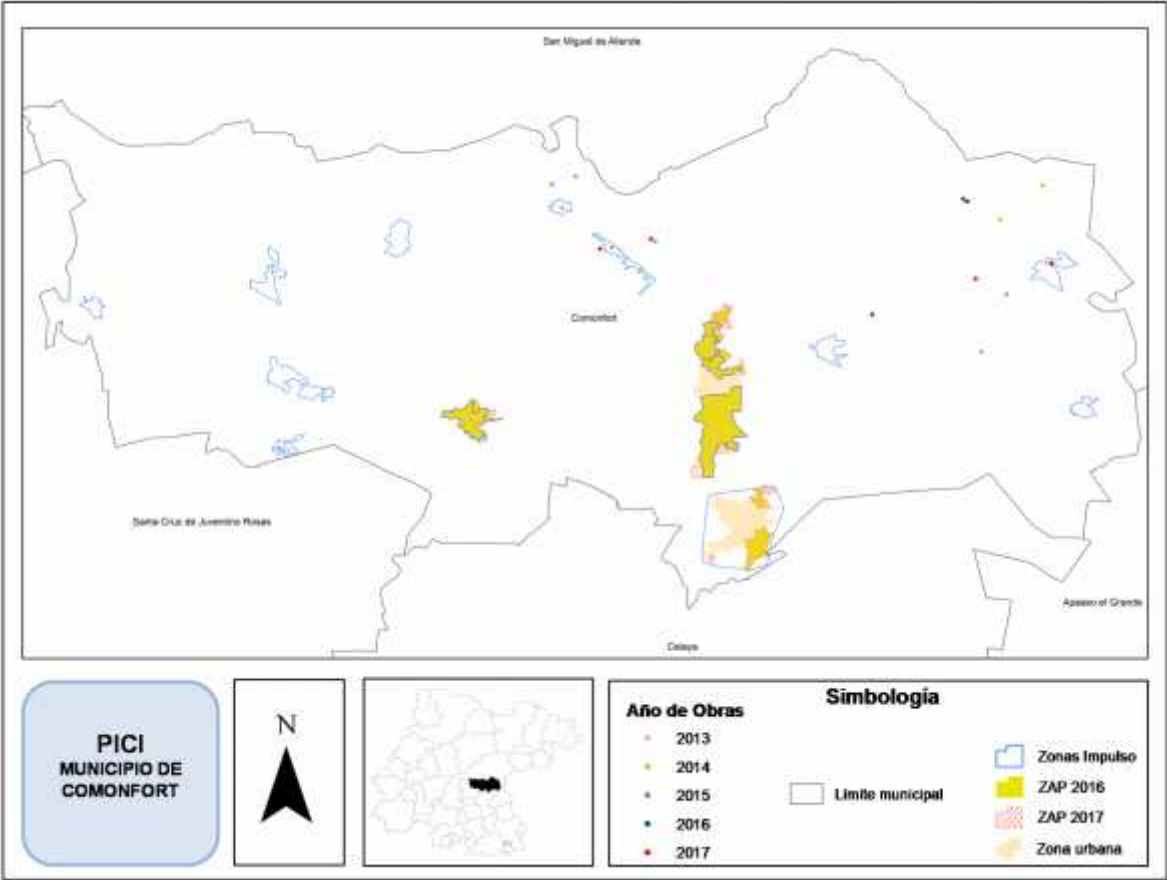 San Miguel de Allende
Comonfort
Santa Cruz de Juventino Rosas
Apaseo el Grande
Celaya
PICI
MUNICIPIO DE
COMONFORT
N
Simbología
Año de Obras
2013
2014
2015
2016
2017
Limite municipal
Zonas Impulso
ZAP 2016
ZAP 2017
Zona urbana